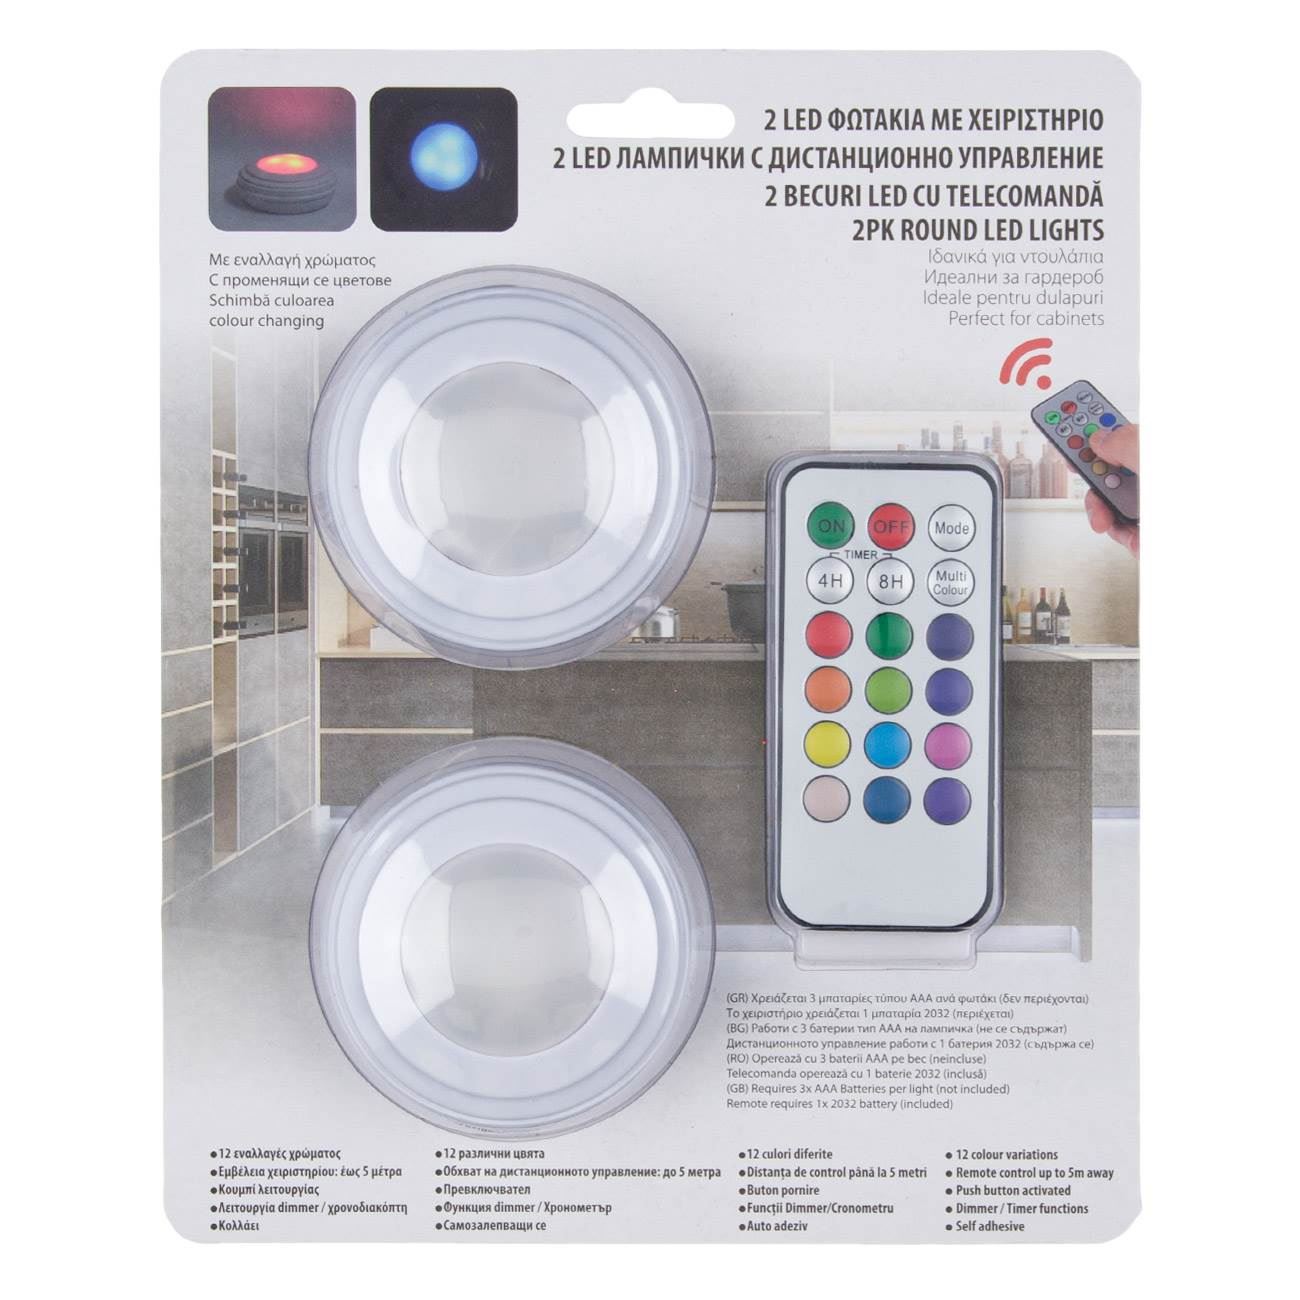 2 LED ΦΩΤΑΚΙΑ ΜΕ ΧΕΙΡΙΣΤΗΡΙΟ
2 LED ЛАМПИЧКИ С ДИСТАНЦИОННО УПРАВЛЕНИЕ
2 BECURI LED CU TELECOMANDĂ
2PK ROUND LED LIGHTS
Ιδανικά για ντουλάπια
Идеални за гардероб
Ideale pentru dulapuri
Perfect for cabinets
Με εναλλαγή χρώματος
С променящи се цветове
Schimbă culoarea
colour changing
ON OFF Mode
TIMER
4H 8H Multi Colour
(GR) Χρειάζεται 3 μπαταρίες τύπου AAA ανά φωτάκι (δεν περιέχονται)
Το χειριστήριο χρειάζεται 1 μπαταρία 2032 (περιέχεται)
(BG) Работи с 3 батерии тип AAA на лампичка (не се съдържат)
Дистанционното управление работи с 1 батерия 2032 (съдържа се)
(RO) Operează cu 3 baterii AAA pe bec (neincluse)
Telecomanda operează cu 1 baterie 2032 (inclusă)
(GB) Requires 3x AAA Batteries per light (not included)
Remote requires 1x 2032 battery (included)
●12 εναλλαγές χρώματος
●Εμβέλεια χειριστηρίου: έως 5 μέτρα
●Κουμπί λειτουργίας
●Λειτουργία dimmer / χρονοδιακόπτη
●Κολλάει
●12 различни цвята
●Обхват на дистанционното управление: до 5 метра
●Превключвател
●Функция dimmer / Хронометър
●Самозалепващи се
●12 culori diferite
●Distanța de control până la 5 metri
●Buton pornire
●Funcții Dimmer/Cronometru
●Auto adeziv
● 12 colour variations
● Remote control up to 5m away
● Push button activated
● Dimmer / Timer functions
● Self adhesive